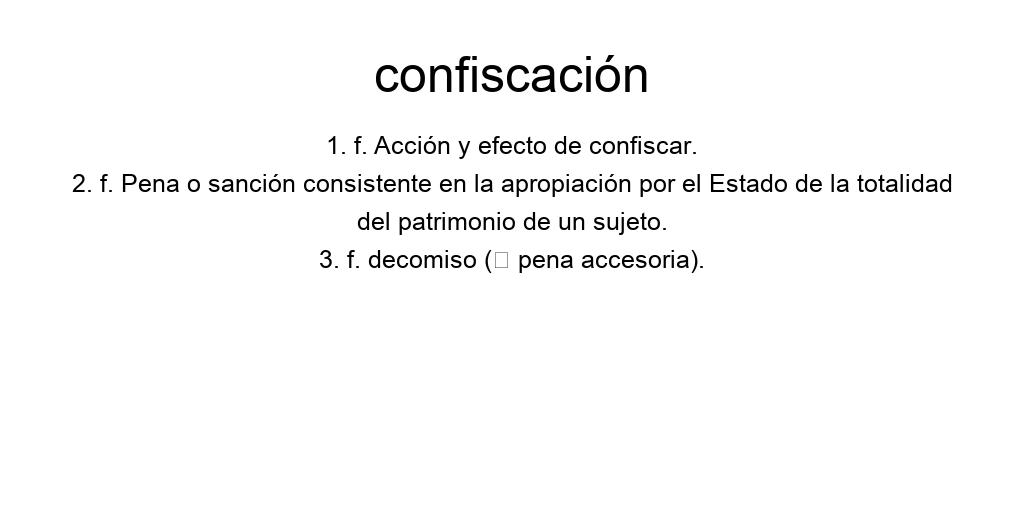 confiscación
1. f. Acción y efecto de confiscar.
2. f. Pena o sanción consistente en la apropiación por el Estado de la totalidad
del patrimonio de un sujeto.
3. f. decomiso (□ pena accesoria).